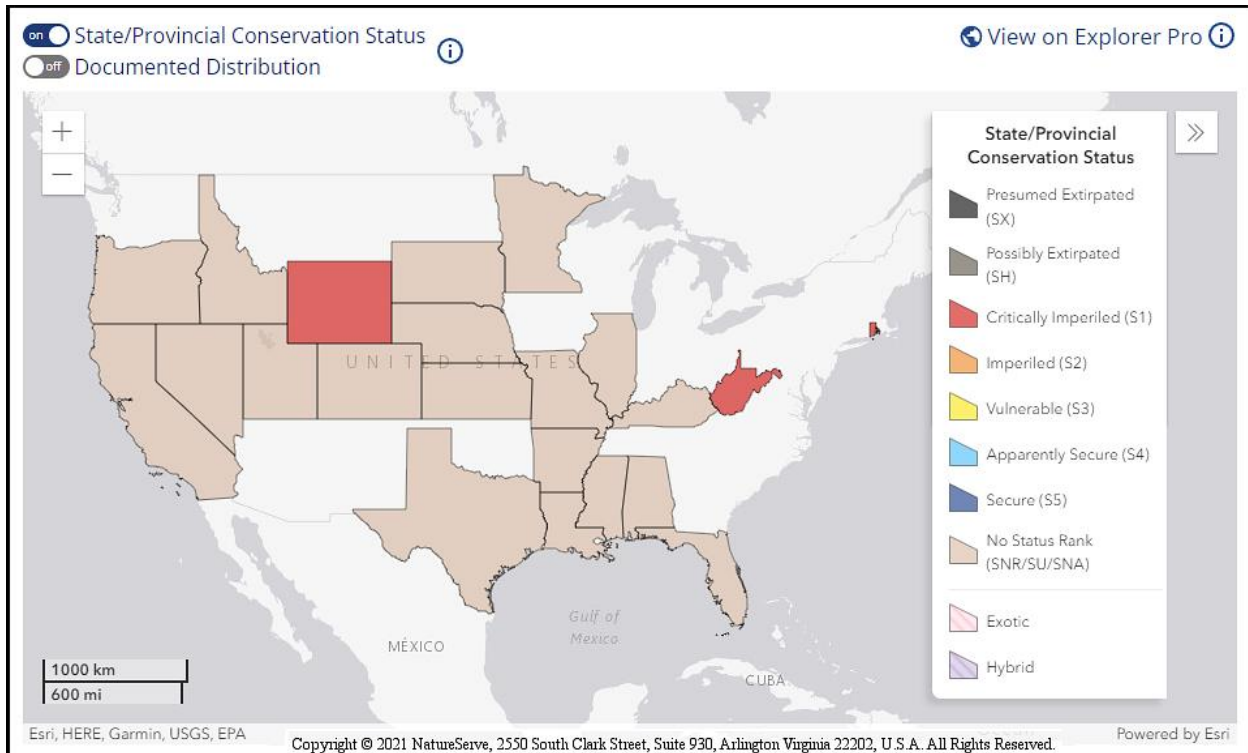 on State/Provincial Conservation Status
off Documented Distribution
View on Explorer Pro
+
−
State/Provincial
Conservation Status
Presumed Extirpated
(SX)
Possibly Extirpated
(SH)
Critically Imperiled (S1)
Imperiled (S2)
Vulnerable (S3)
Apparently Secure (S4)
Secure (S5)
No Status Rank
(SNR/SU/SNA)
Exotic
Hybrid
UNITED STATES
Gulf of
Mexico
MÉXICO
CUBA
1000 km
600 mi
Esri, HERE, Garmin, USGS, EPA
Copyright © 2021 NatureServe, 2550 South Clark Street, Suite 930, Arlington Virginia 22202, U.S.A. All Rights Reserved.
Powered by Esri